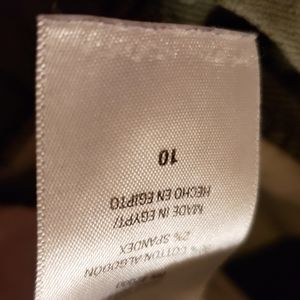 COTTON ALGODON
2% SPANDEX
MADE IN EGYPT/
HECHO EN EGIPTO
10